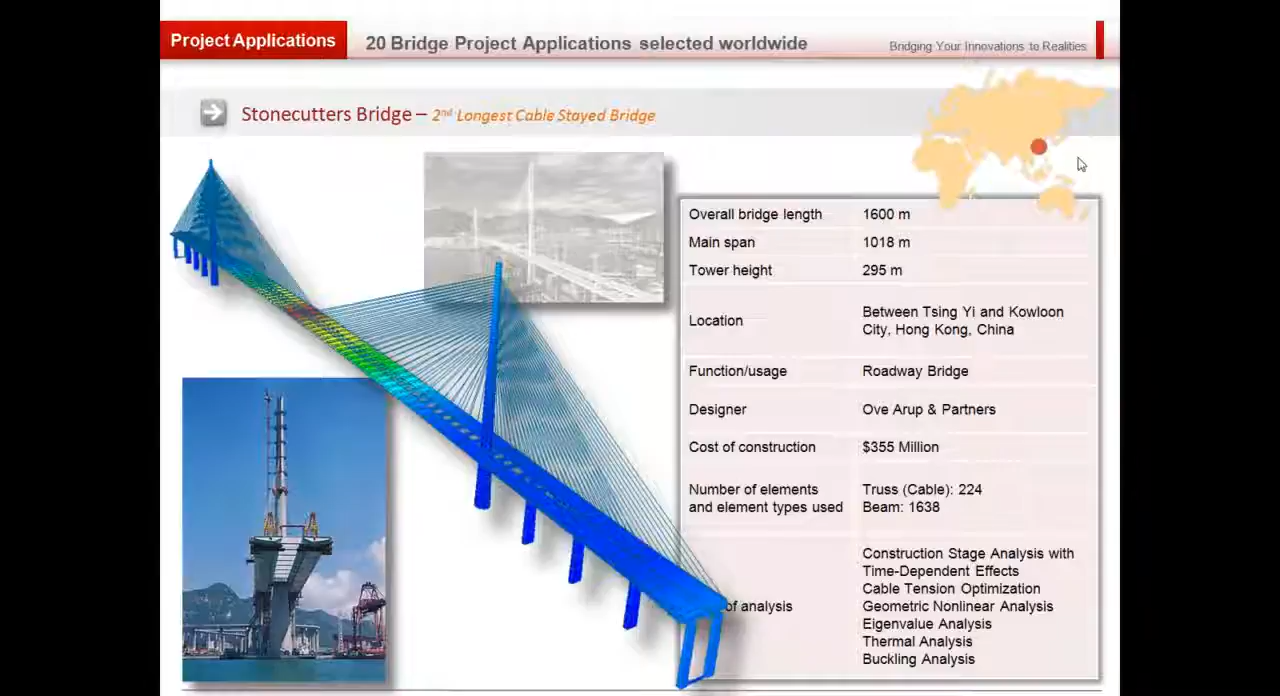 Project Applications
20 Bridge Project Applications selected worldwide
Bridging Your Innovations to Realities
Stonecutters Bridge – 2nd Longest Cable Stayed Bridge
Overall bridge length 1600 m
Main span 1018 m
Tower height 295 m
Location Between Tsing Yi and Kowloon
City, Hong Kong, China
Function/usage Roadway Bridge
Designer Ove Arup & Partners
Cost of construction $355 Million
Number of elements Truss (Cable): 224
and element types used Beam: 1638
of analysis Construction Stage Analysis with
Time-Dependent Effects
Cable Tension Optimization
Geometric Nonlinear Analysis
Eigenvalue Analysis
Thermal Analysis
Buckling Analysis